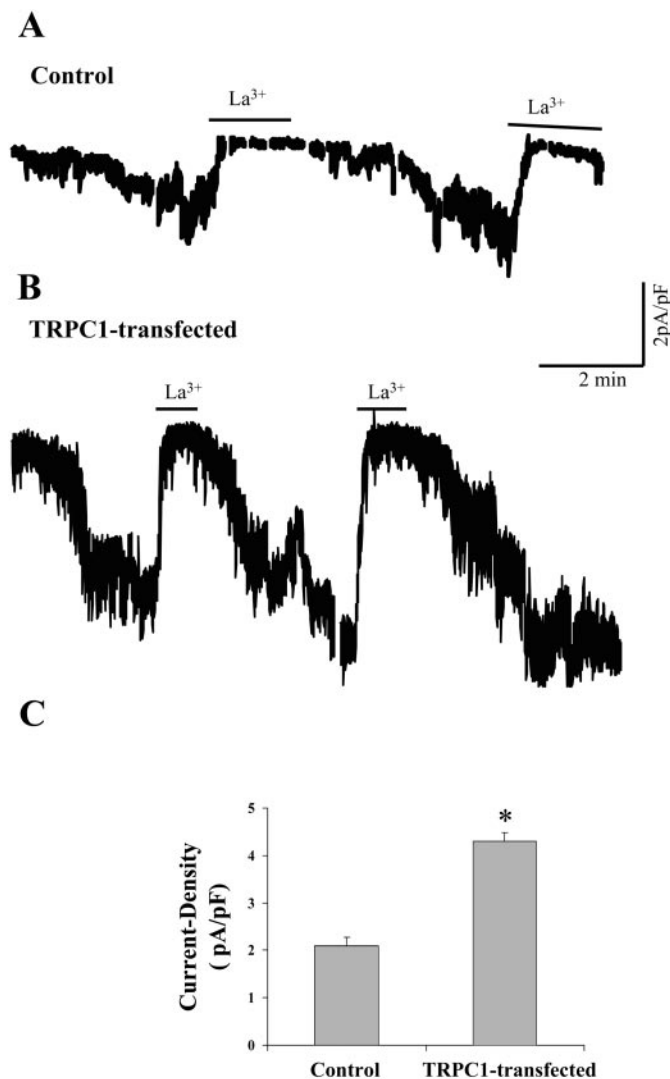 A
Control
La³⁺
La³⁺
B
TRPC1-transfected
2pA/pF
2 min
La³⁺
La³⁺
C
Current-Density
( pA/pF)
5
4
3
2
1
0
*
Control
TRPC1-transfected